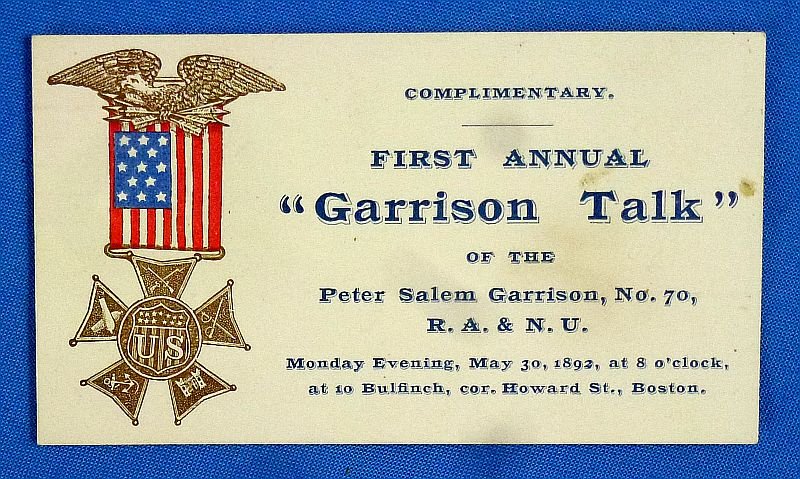 COMPLIMENTARY.
FIRST ANNUAL
"Garrison Talk"
OF THE
Peter Salem Garrison, No. 70,
R. A. & N. U.
Monday Evening, May 30, 1892, at 8 o'clock,
at 10 Bulfinch, cor. Howard St., Boston.
US